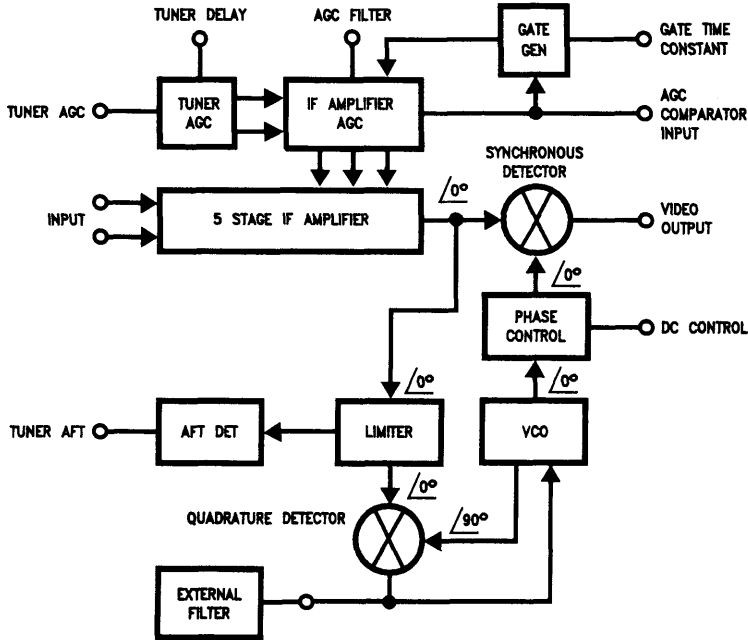 TUNER DELAY
AGC FILTER
GATE
GEN
GATE TIME
CONSTANT
TUNER AGC
TUNER
AGC
IF AMPLIFIER
AGC
AGC
COMPARATOR
INPUT
SYNCHRONOUS
DETECTOR
INPUT
5 STAGE IF AMPLIFIER
0°
VIDEO
OUTPUT
0°
PHASE
CONTROL
DC CONTROL
0°
0°
TUNER AFT
AFT DET
LIMITER
VCO
0°
QUADRATURE DETECTOR
90°
EXTERNAL
FILTER